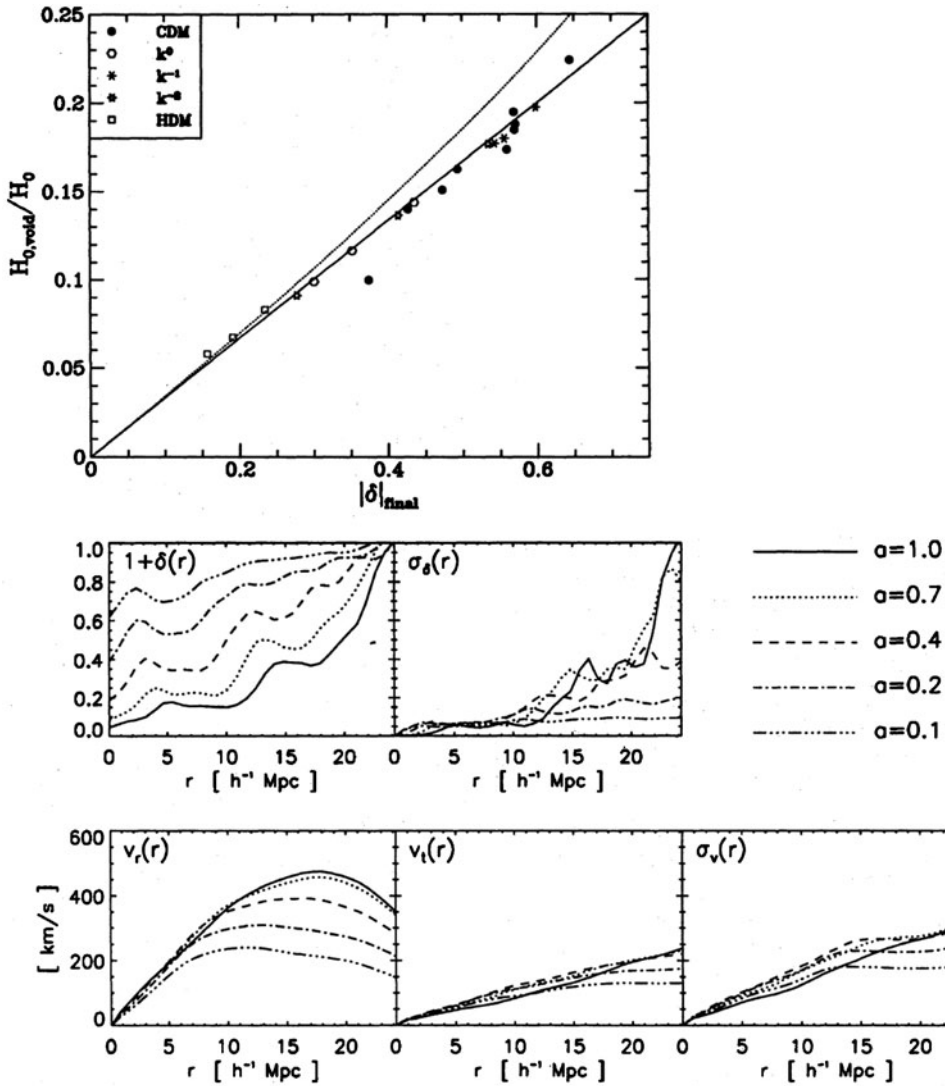 0.25
CDM
k⁰
k⁻¹
k⁻²
HDM
0.2
0.15
0.1
0.05
0
H₀,void/H₀
0 0.2 0.4 0.6
|δ|final
1+δ(r)
σδ(r)
1.0
0.8
0.6
0.4
0.2
0.0
0 5 10 15 20
0 5 10 15 20
r [ h⁻¹ Mpc ]
r [ h⁻¹ Mpc ]
a=1.0
a=0.7
a=0.4
a=0.2
a=0.1
vr(r)
vt(r)
σv(r)
600
400
200
0
[ km/s ]
0 5 10 15 20
0 5 10 15 20
0 5 10 15 20
r [ h⁻¹ Mpc ]
r [ h⁻¹ Mpc ]
r [ h⁻¹ Mpc ]